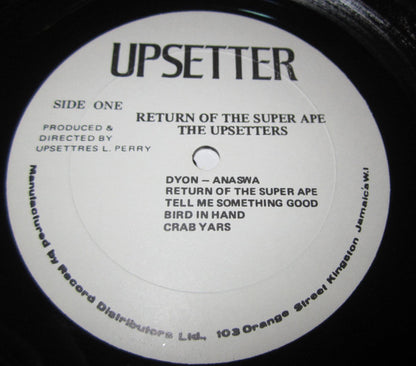 UPSETTER
SIDE ONE
RETURN OF THE SUPER APE
THE UPSETTERS
PRODUCED &
DIRECTED BY
UPSETTRES L. PERRY
DYON – ANASWA
RETURN OF THE SUPER APE
TELL ME SOMETHING GOOD
BIRD IN HAND
CRAB YARS
Manufactured by Record Distributors Ltd., 103 Orange Street Kingston Jamaica W.I